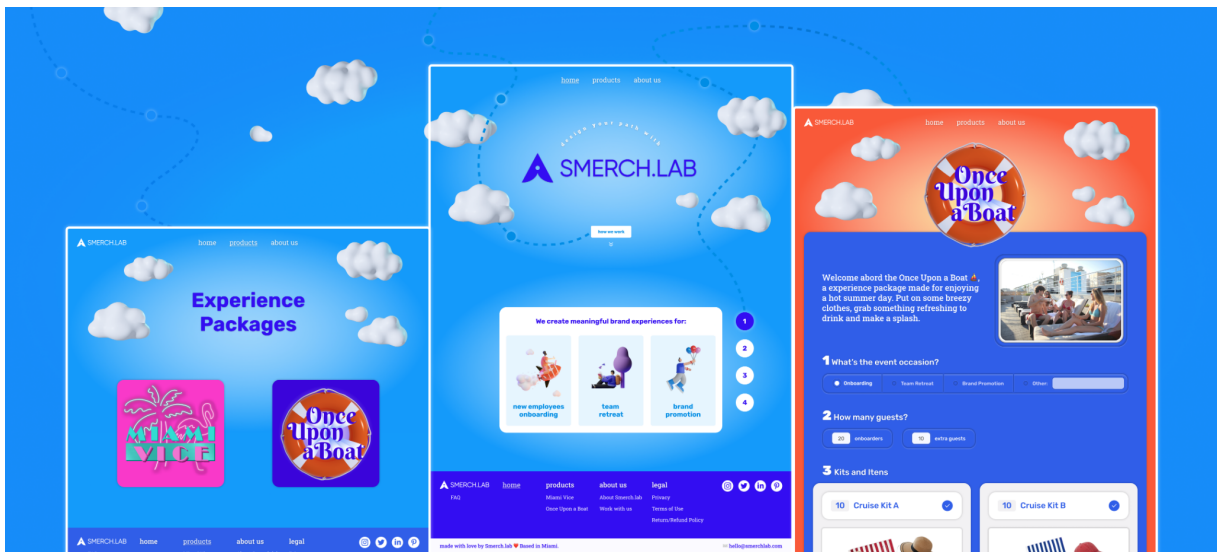 SMERCH.LAB
home products about us
Experience
Packages
MIAMI
VICE
Once
Upon
a Boat
SMERCH.LAB home products about us legal
home products about us
design your path with
SMERCH.LAB
how we work
We create meaningful brand experiences for:
new employees
onboarding
team
retreat
brand
promotion
1
2
3
4
SMERCH.LAB home products about us legal
FAQ Miami Vice About Smerch.lab Privacy
Once Upon a Boat Work with us Terms of Use
Return/Refund Policy
made with love by Smerch.lab ❤ Based in Miami. hello@smerchlab.com
SMERCH.LAB home products about us
Once
Upon
a Boat
Welcome abord the Once Upon a Boat 🔥,
a experience package made for enjoying
a hot summer day. Put on some breezy
clothes, grab something refreshing to
drink and make a splash.
1 What's the event occasion?
Onboarding Team Retreat Brand Promotion Other:
2 How many guests?
20 onboarders 10 extra guests
3 Kits and Itens
10 Cruise Kit A
10 Cruise Kit B